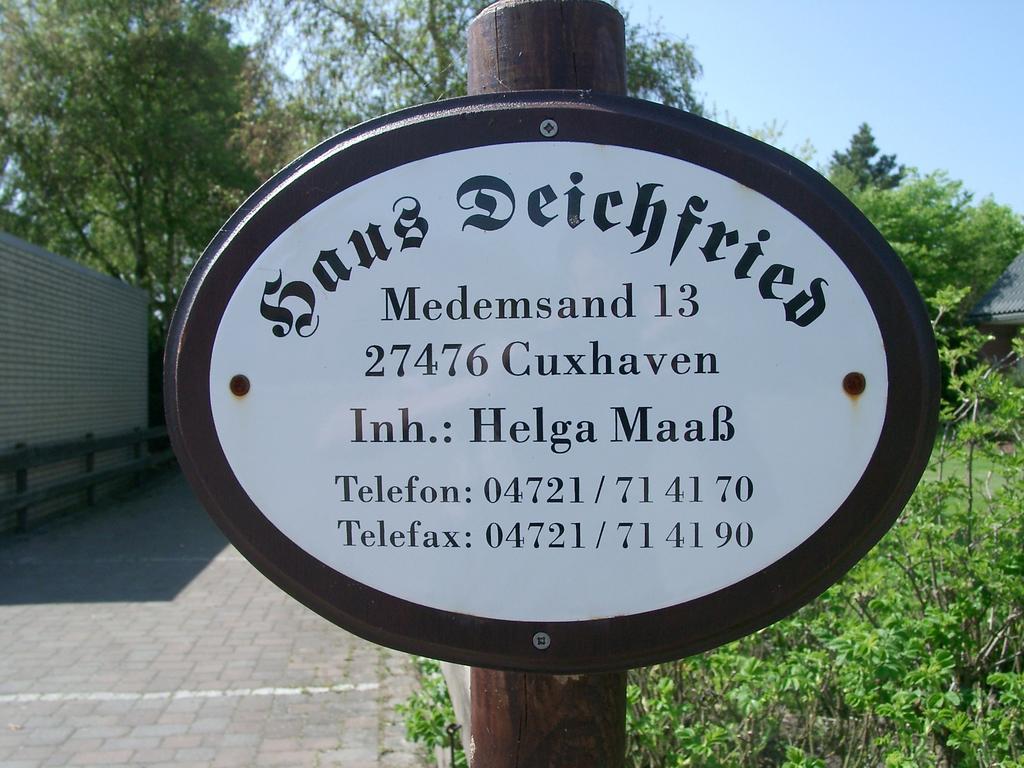 Haus Deichfried
Medemsand 13
27476 Cuxhaven
Inh.: Helga Maaß
Telefon: 04721 / 71 41 70
Telefax: 04721 / 71 41 90